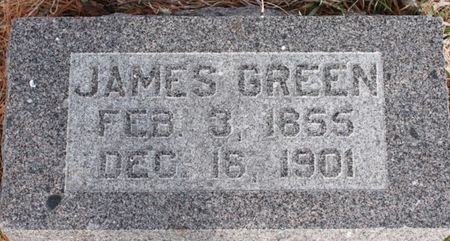 JAMES GREEN
FEB. 3, 1855
DEC. 16, 1901